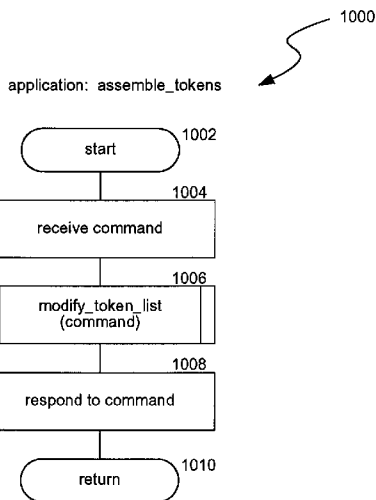 1000
application: assemble_tokens
1002
start
1004
receive command
1006
modify_token_list
(command)
1008
respond to command
1010
return